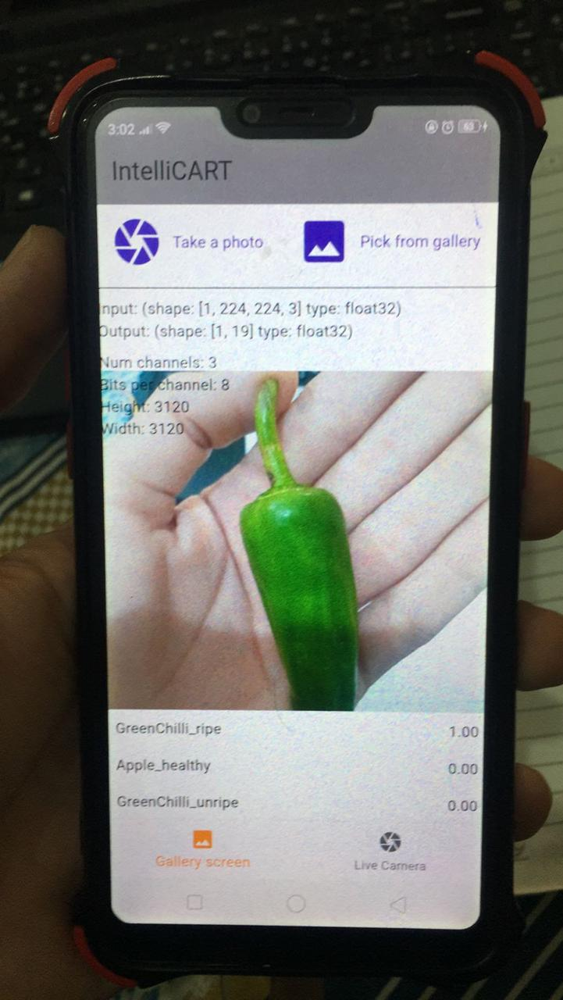 3:02 63
IntelliCART
Take a photo Pick from gallery
Input: (shape: [1, 224, 224, 3] type: float32)
Output: (shape: [1, 19] type: float32)
Num channels: 3
Bits per channel: 8
Height: 3120
Width: 3120
GreenChilli_ripe 1.00
Apple_healthy 0.00
GreenChilli_unripe 0.00
Gallery screen Live Camera